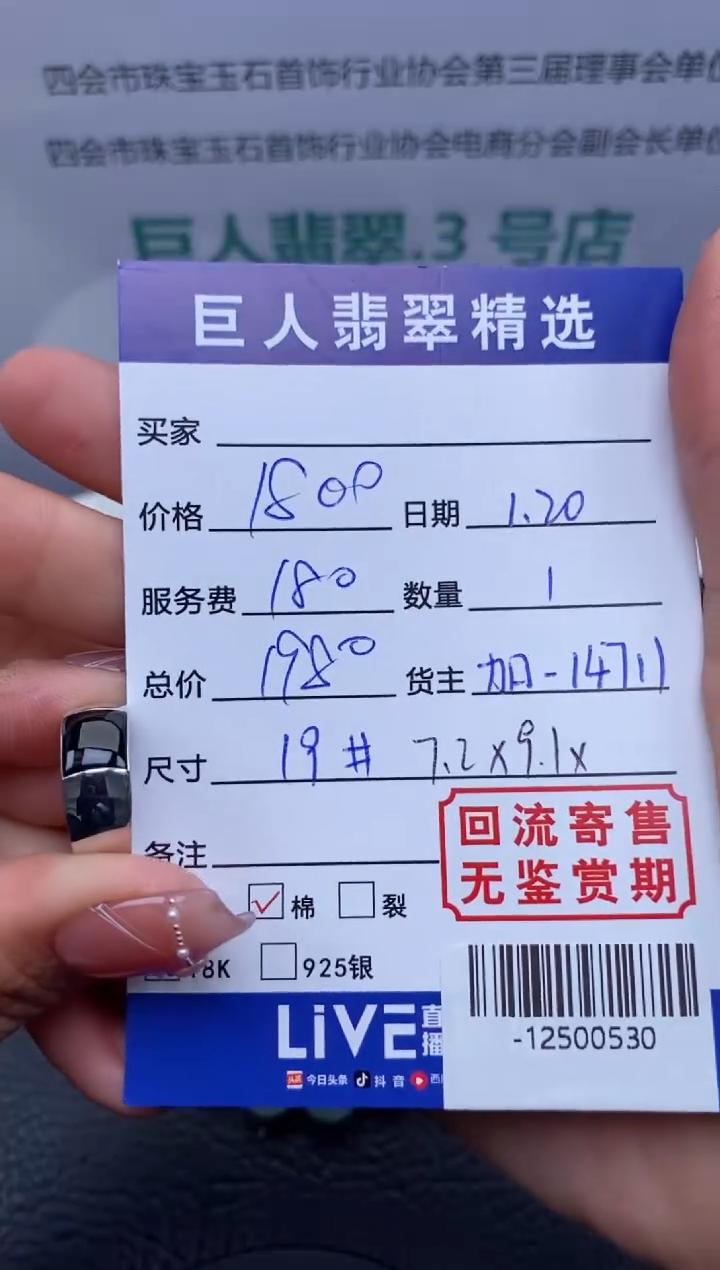 四会市珠宝玉石首饰行业协会第三届理事会单位
四会市珠宝玉石首饰行业协会电商分会副会长单位
巨人翡翠.3号店
巨人翡翠精选
买家
价格 1800 日期 1.20
服务费 180 数量 1
总价 1980 货主 加-14711
尺寸 19# 7.2x9.1x
备注
回流寄售
无鉴赏期
棉 裂
18K 925银
LiVE 直播
今日头条 抖音 西
-12500530